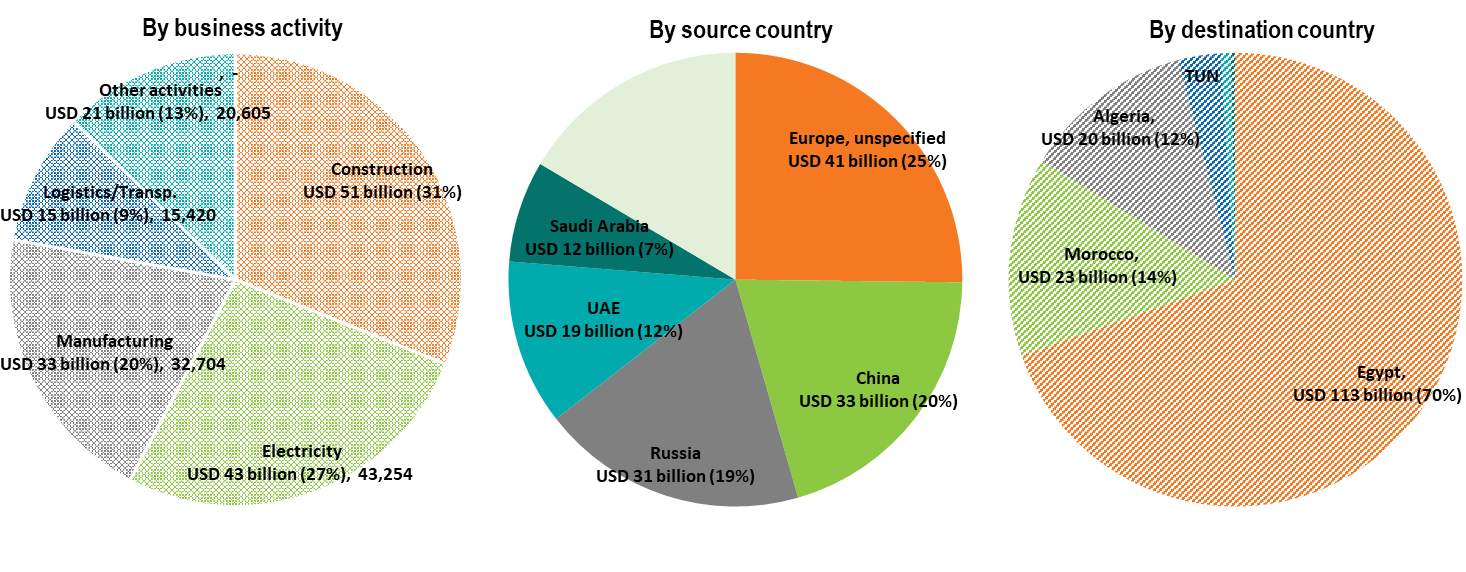 By business activity
, -
Other activities
USD 21 billion (13%), 20,605
Construction
USD 51 billion (31%)
Logistics/Transp.
USD 15 billion (9%), 15,420
Manufacturing
USD 33 billion (20%), 32,704
Electricity
USD 43 billion (27%), 43,254
By source country
Europe, unspecified
USD 41 billion (25%)
Saudi Arabia
USD 12 billion (7%)
UAE
USD 19 billion (12%)
China
USD 33 billion (20%)
Russia
USD 31 billion (19%)
By destination country
TUN
Algeria,
USD 20 billion (12%)
Morocco,
USD 23 billion (14%)
Egypt,
USD 113 billion (70%)